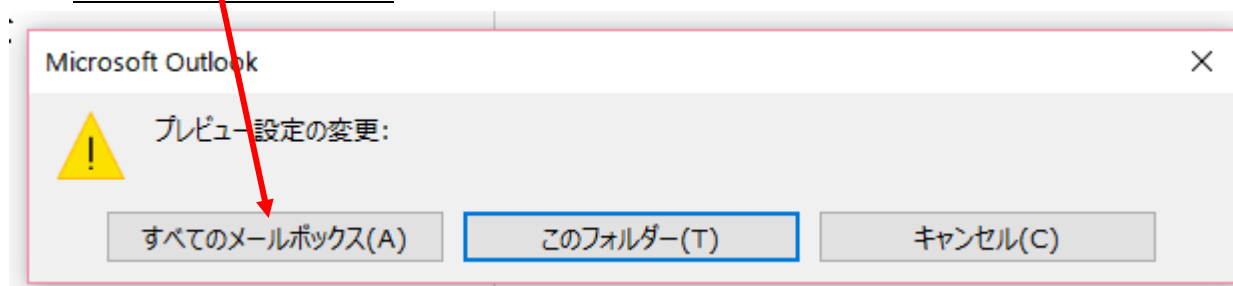 Microsoft Outlook
プレビュー設定の変更:
すべてのメールボックス(A)
このフォルダー(T)
キャンセル(C)